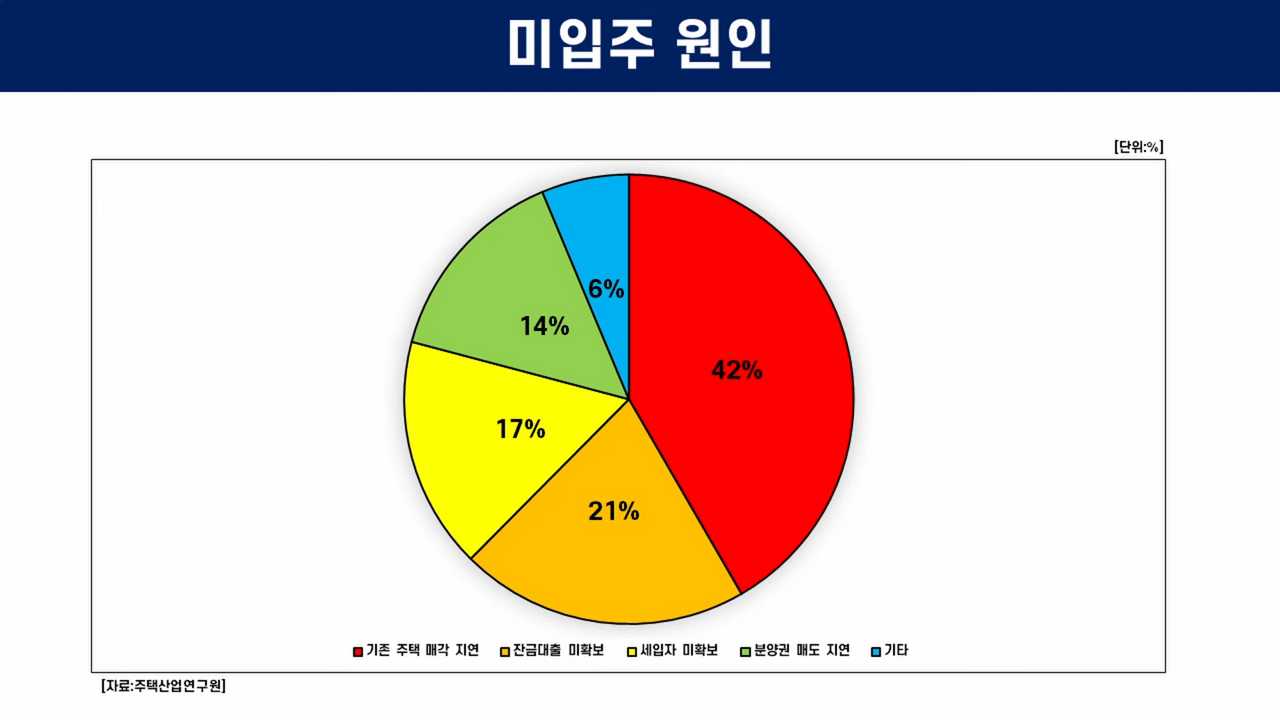 미입주 원인
[단위:%]
6%
14%
42%
17%
21%
기존 주택 매각 지연 잔금대출 미확보 세입자 미확보 분양권 매도 지연 기타
[자료:주택산업연구원]